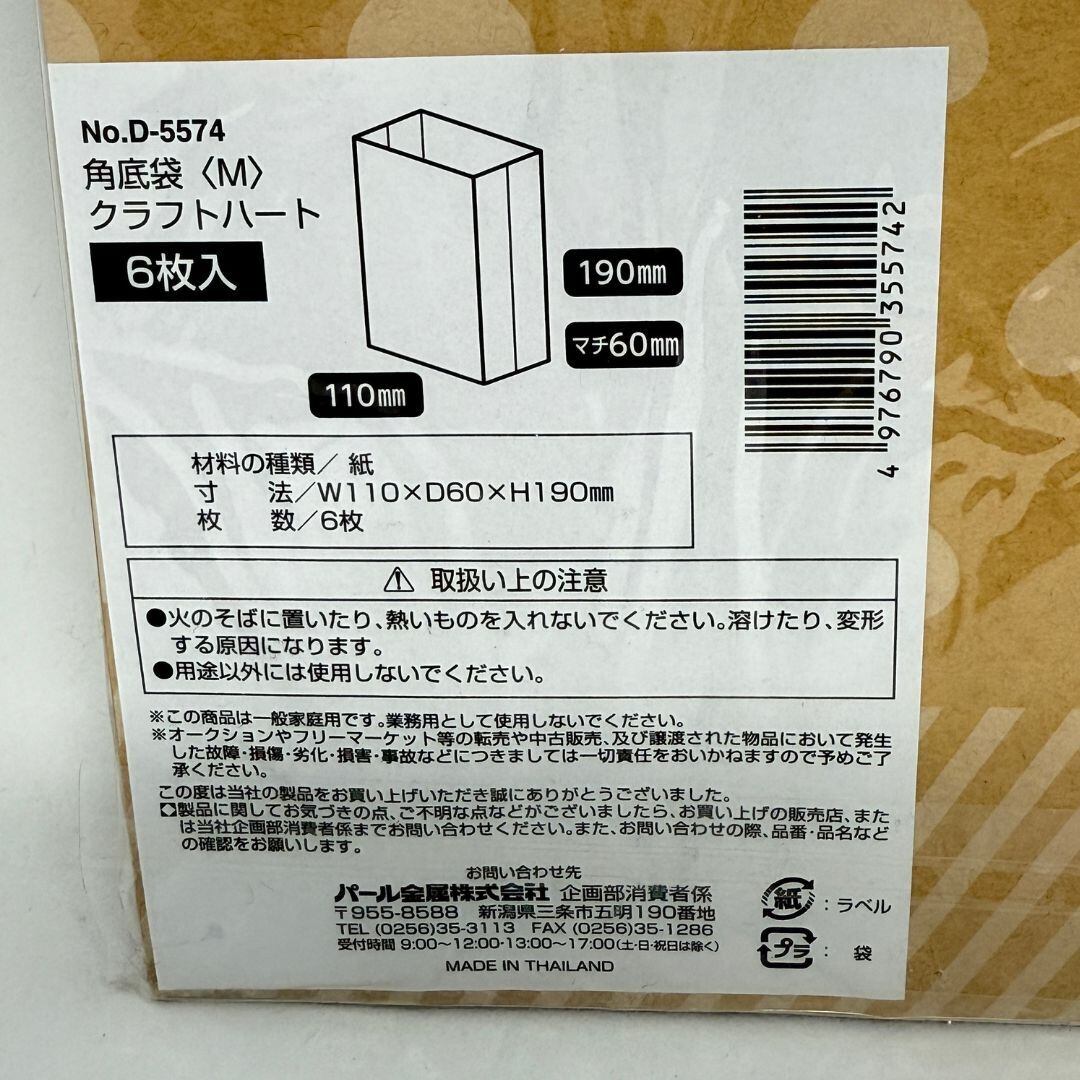 No.D-5574
角底袋〈M〉
クラフトハート
6枚入
190mm
マチ60mm
110mm
4 976790 355742
材料の種類／ 紙
寸　法／W110×D60×H190mm
枚　数／6枚
⚠ 取扱い上の注意
●火のそばに置いたり、熱いものを入れないでください。溶けたり、変形
する原因になります。
●用途以外には使用しないでください。
※この商品は一般家庭用です。業務用として使用しないでください。
※オークションやフリーマーケット等の転売や中古販売、及び譲渡された物品において発生
した故障・損傷・劣化・損害・事故などにつきましては一切責任をおいかねますので予めご了
承ください。
この度は当社の製品をお買い上げいただき誠にありがとうございました。
◆製品に関してお気づきの点、ご不明な点などがございましたら、お買い上げの販売店、また
は当社企画部消費者係までお問い合わせください。また、お問い合わせの際、品番・品名など
の確認をお願いします。
お問い合わせ先
パール金属株式会社 企画部消費者係
〒955-8588　新潟県三条市五明190番地
TEL (0256)35-3113　FAX (0256)35-1286
受付時間 9:00〜12:00・13:00〜17:00(土・日・祝日は除く)
MADE IN THAILAND
紙：ラベル
プラ：袋